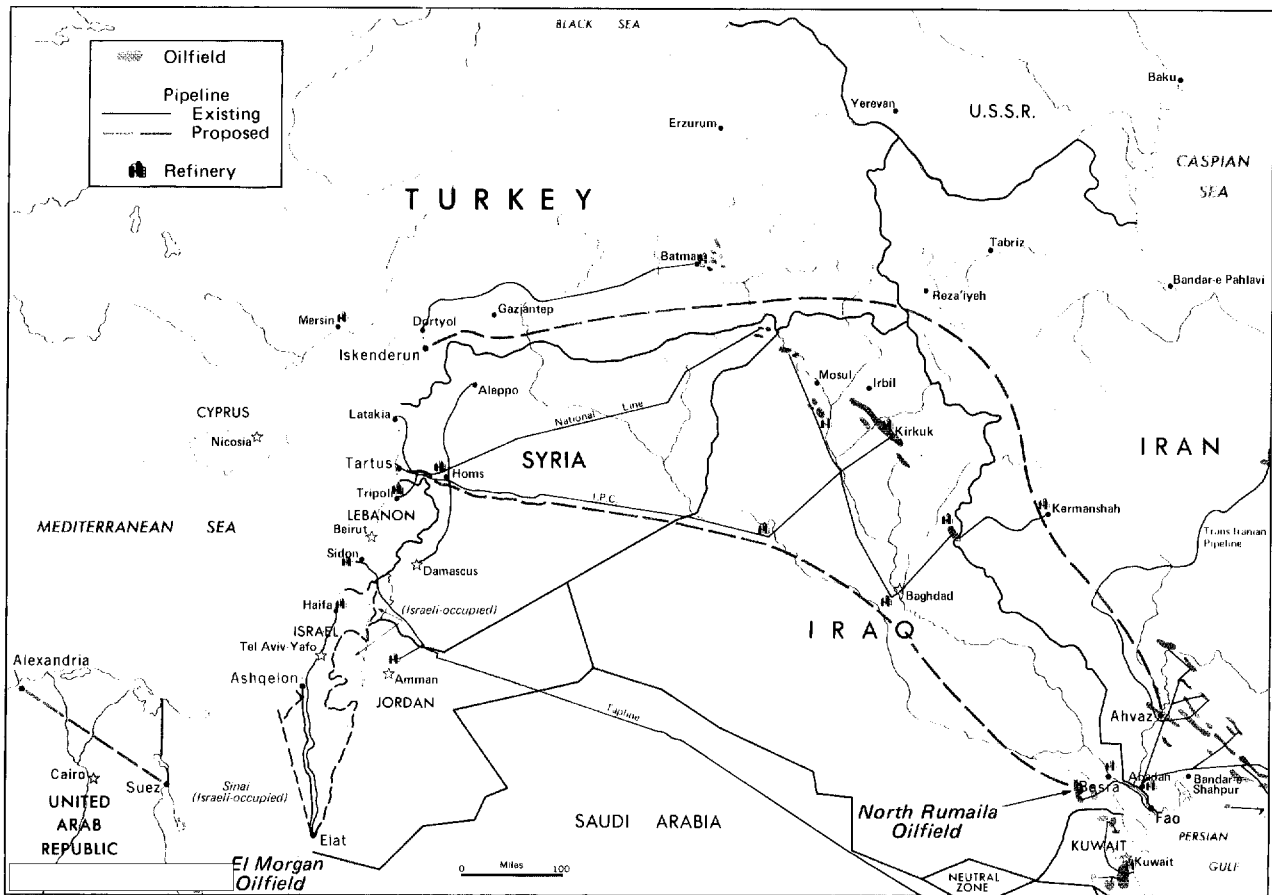 BLACK SEA
Oilfield
Pipeline
Existing
Proposed
Refinery
Baku
Yerevan
U.S.S.R.
Erzurum
CASPIAN
SEA
TURKEY
Tabriz
Batman
Bandar-e Pahlavi
Reza'iyeh
Mersin
Dortyol
Gazjantep
Iskenderun
Mosul
Irbil
Aleppo
CYPRUS
Nicosia
Latakia
National Line
Kirkuk
IRAN
Tartus
SYRIA
Homs
Tripoli
I.P.C.
Kermanshah
LEBANON
MEDITERRANEAN SEA
Beirut
Trans Iranian
Pipeline
Sidon
Damascus
Baghdad
Haifa
(Israeli-occupied)
ISRAEL
IRAQ
Tel Aviv-Yafo
Alexandria
Amman
Ashqelon
JORDAN
Tapline
Ahvaz
Cairo
Suez
Sinai
(Israeli-occupied)
Abadan
Bandar-e
Shahpur
Basra
UNITED
ARAB
REPUBLIC
North Rumaila
Oilfield
Fao
SAUDI ARABIA
Elat
PERSIAN
GULF
KUWAIT
Kuwait
El Morgan
Oilfield
Miles
0 100
NEUTRAL
ZONE